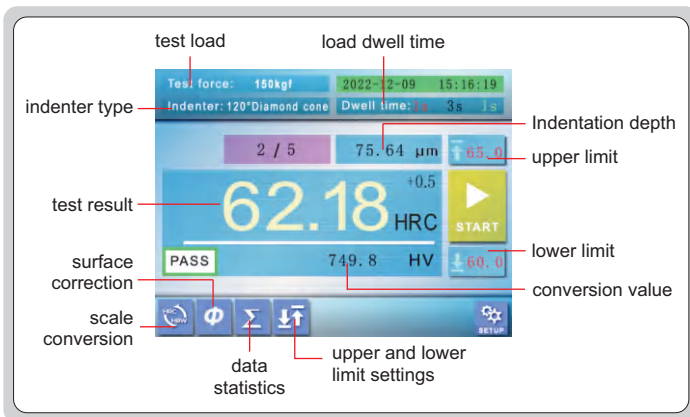 test load
load dwell time
Test force: 150kgf
2022-12-09 15:16:19
indenter type
Indenter: 120°Diamond cone
Dwell time: 1s 3s 1s
Indentation depth
2 / 5
75.64 μm
65.0
upper limit
test result
62.18
+0.5
HRC
START
PASS
749.8 HV
60.0
lower limit
surface
correction
conversion value
scale
conversion
HRC
HBW
Φ
Σ
SETUP
data
statistics
upper and lower
limit settings